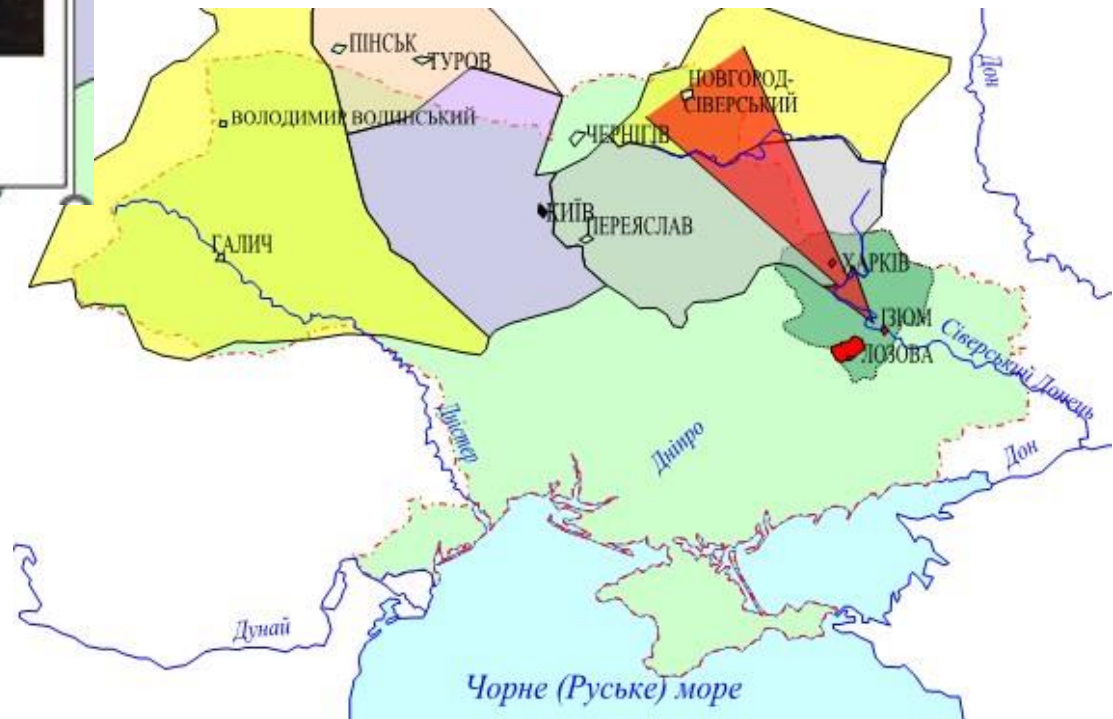 ПІНСЬК
ТУРОВ
НОВГОРОД-
СІВЕРСЬКИЙ
Дон
ВОЛОДИМИР ВОЛИНСЬКИЙ
ЧЕРНІГІВ
КИЇВ
ПЕРЕЯСЛАВ
ГАЛИЧ
ХАРКІВ
ІЗЮМ
ЛОЗОВА
Сіверський Донець
Дністер
Дніпро
Дон
Дунай
Чорне (Руське) море